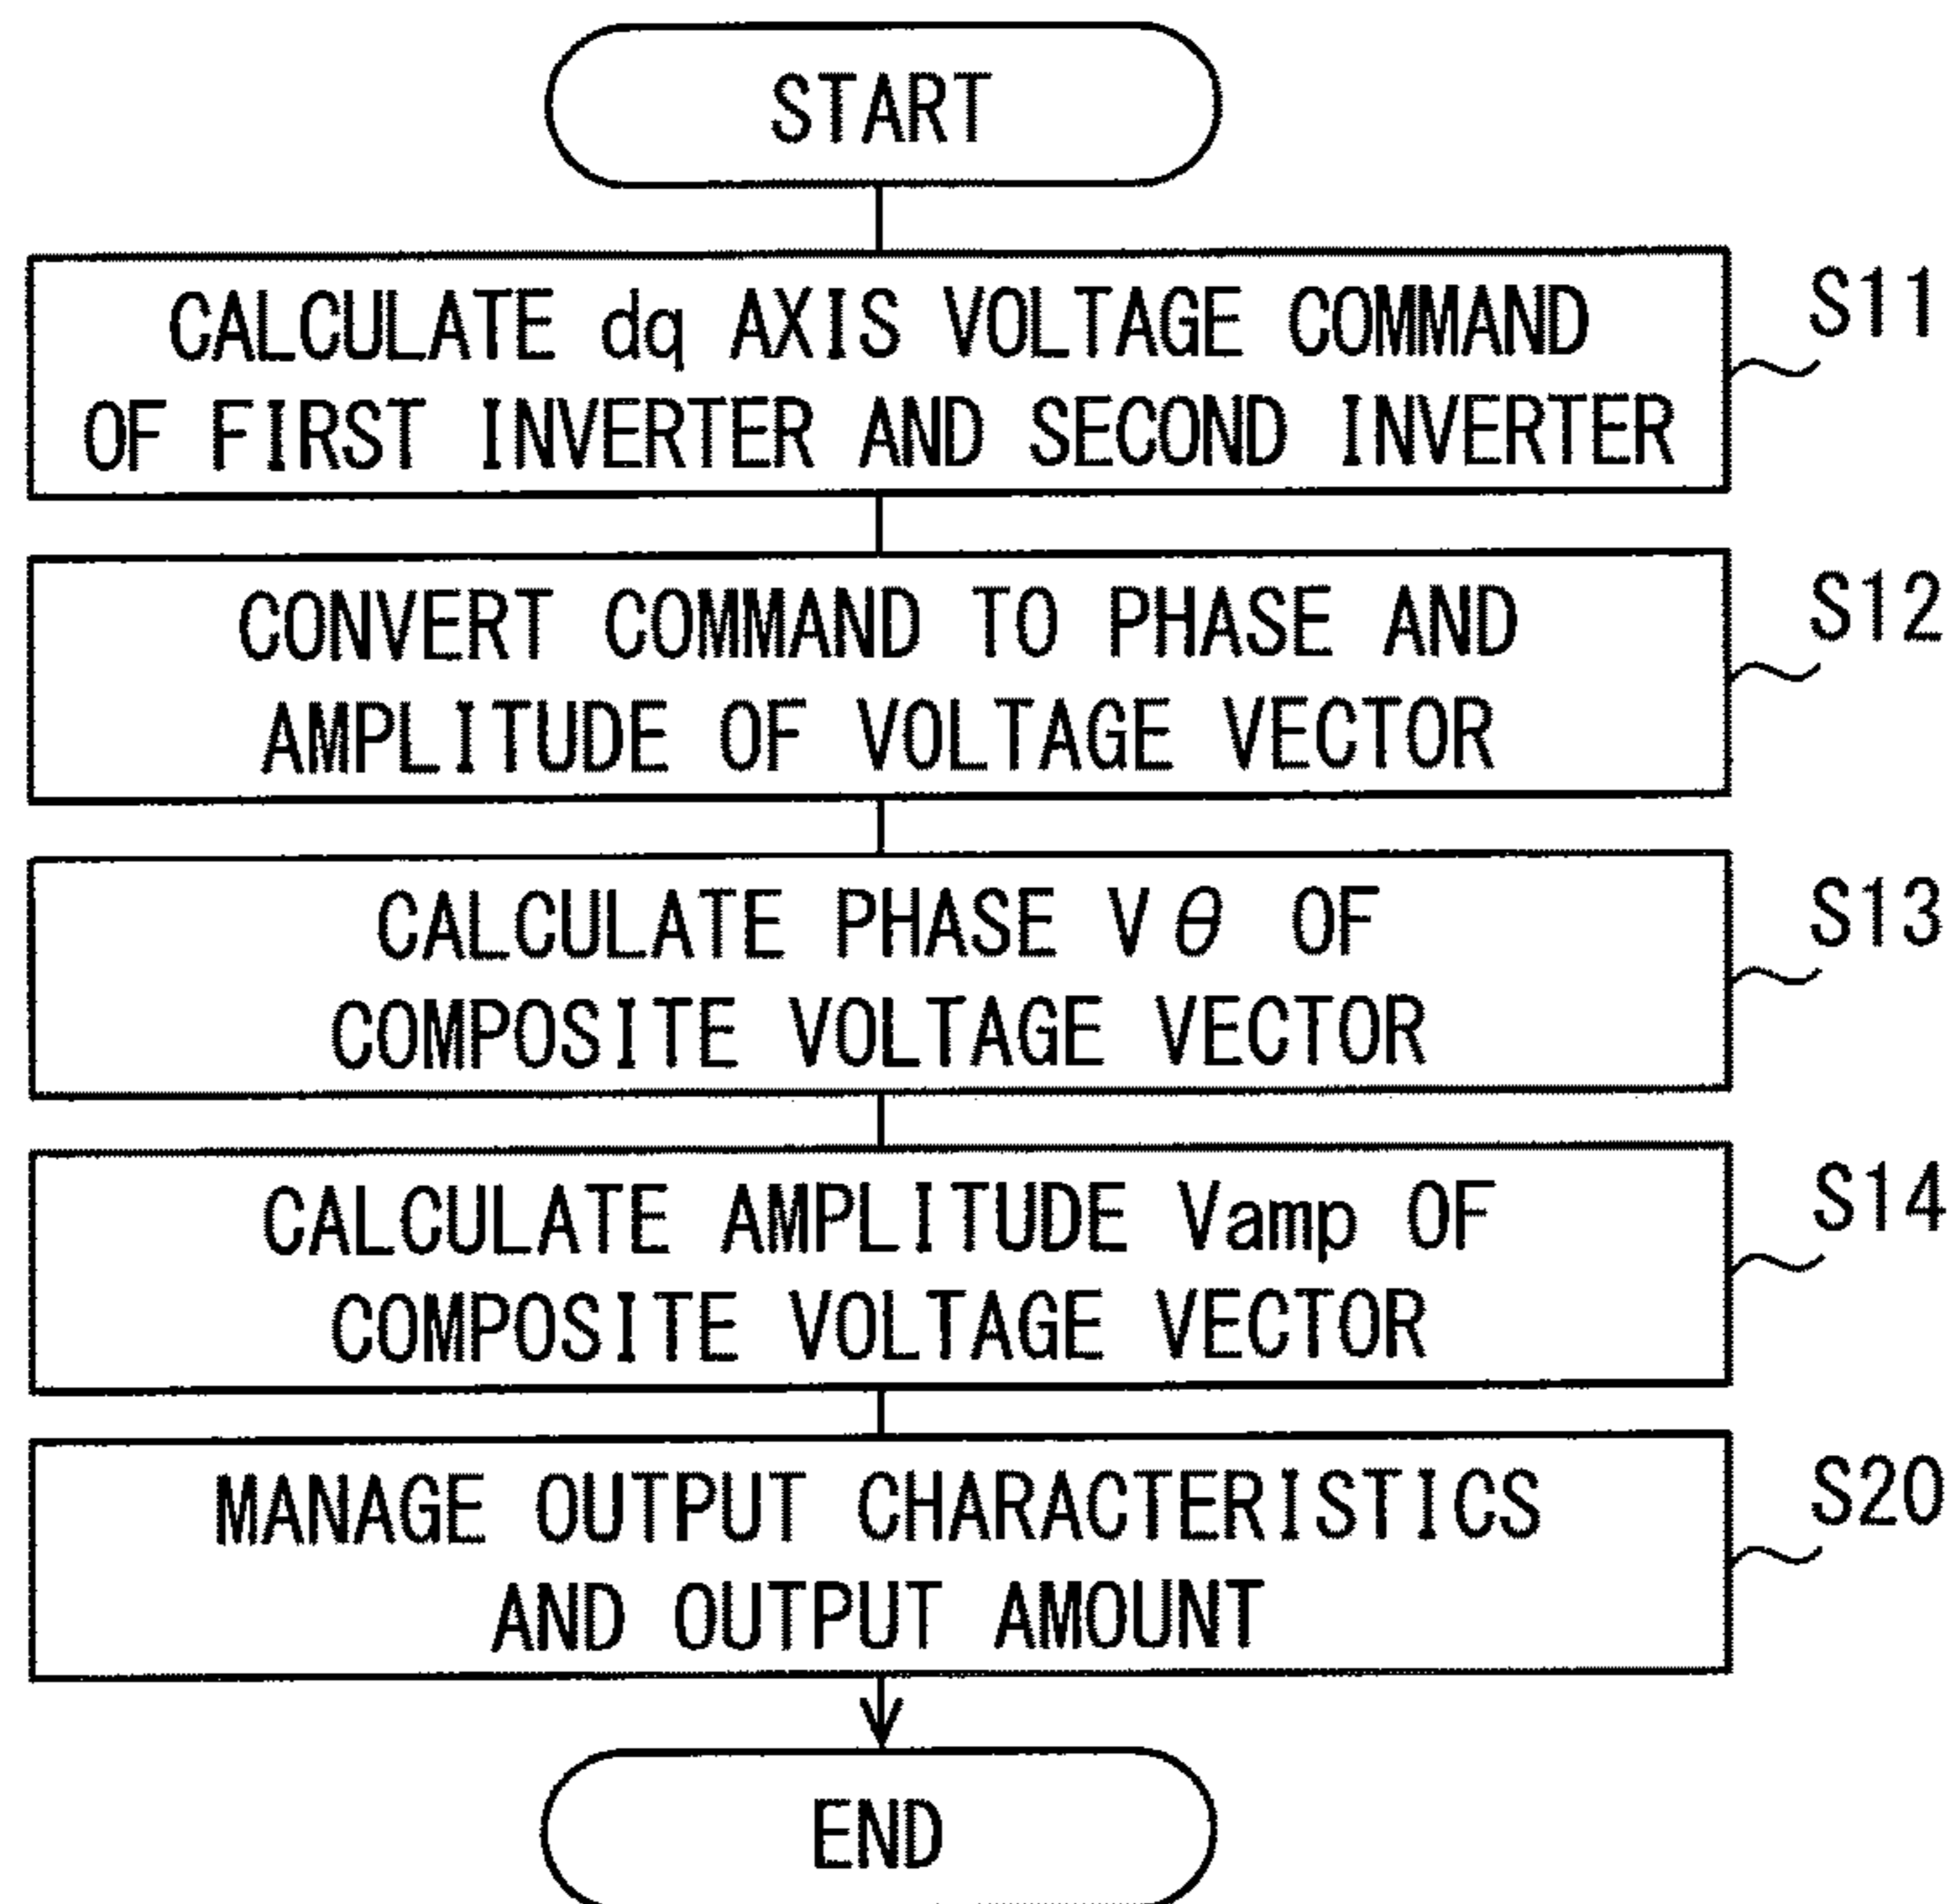 START
CALCULATE dq AXIS VOLTAGE COMMAND
OF FIRST INVERTER AND SECOND INVERTER
S11
CONVERT COMMAND TO PHASE AND
AMPLITUDE OF VOLTAGE VECTOR
S12
CALCULATE PHASE Vθ OF
COMPOSITE VOLTAGE VECTOR
S13
CALCULATE AMPLITUDE Vamp OF
COMPOSITE VOLTAGE VECTOR
S14
MANAGE OUTPUT CHARACTERISTICS
AND OUTPUT AMOUNT
S20
END